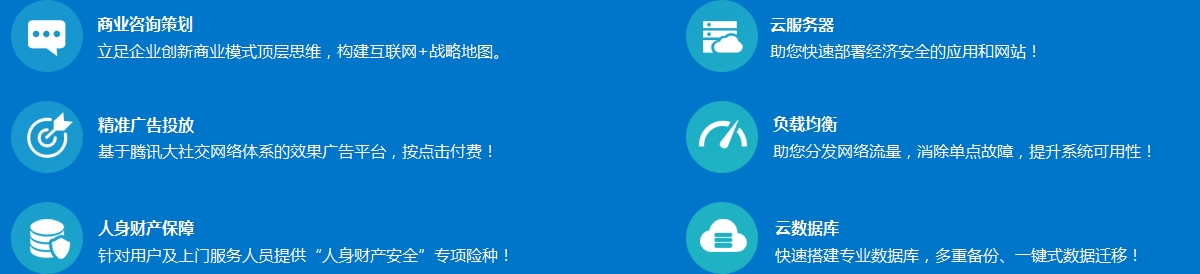 商业咨询策划
立足企业创新商业模式顶层思维，构建互联网+战略地图。
云服务器
助您快速部署经济安全的应用和网站！
精准广告投放
基于腾讯大社交网络体系的效果广告平台，按点击付费！
负载均衡
助您分发网络流量，消除单点故障，提升系统可用性！
人身财产保障
针对用户及上门服务人员提供“人身财产安全”专项险种！
云数据库
快速搭建专业数据库，多重备份、一键式数据迁移！